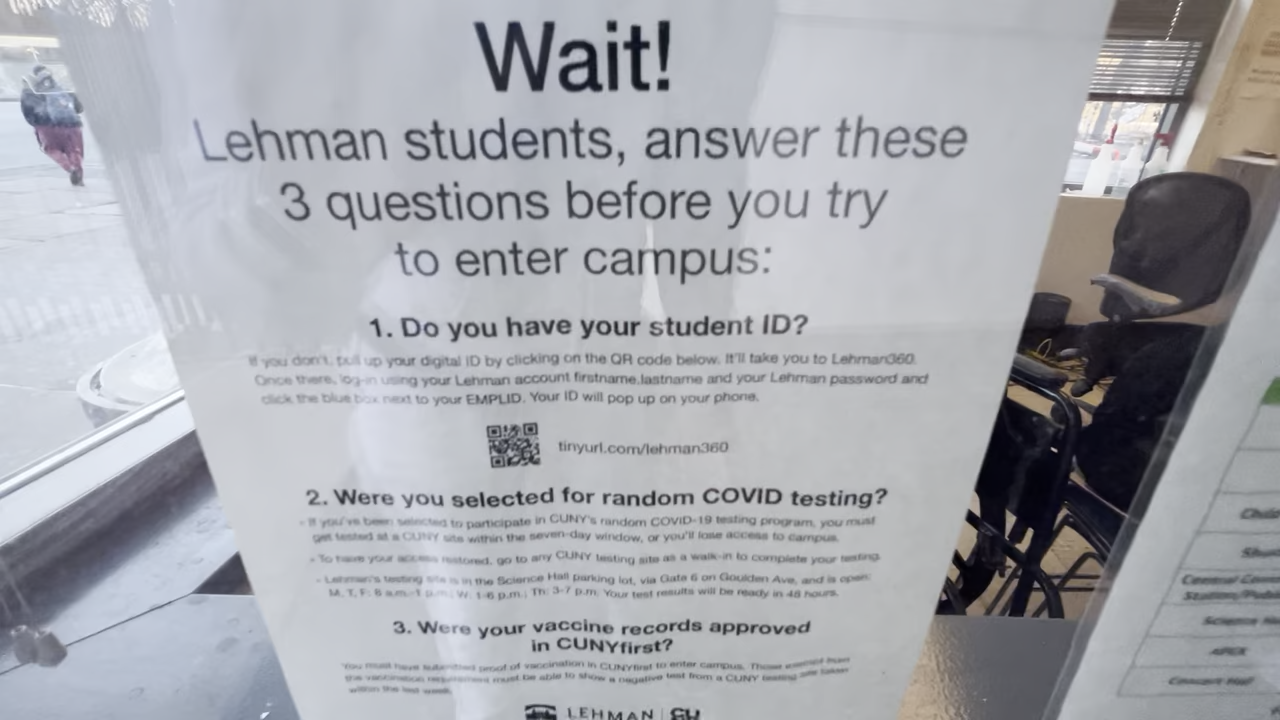 Wait!
Lehman students, answer these
3 questions before you try
to enter campus:
1. Do you have your student ID?
If you don't, pull up your digital ID by clicking on the QR code below. It'll take you to Lehman360.
Once there, log-in using your Lehman account firstname.lastname and your Lehman password and
click the blue box next to your EMPLID. Your ID will pop up on your phone.
tinyurl.com/lehman360
2. Were you selected for random COVID testing?
• If you've been selected to participate in CUNY's random COVID-19 testing program, you must
get tested at a CUNY site within the seven-day window, or you'll lose access to campus.
• To have your access restored, go to any CUNY testing site as a walk-in to complete your testing.
• Lehman's testing site is in the Science Hall parking lot, via Gate 6 on Goulden Ave, and is open:
M, T, F: 8 a.m.-1 p.m.; W: 1-6 p.m.; Th: 3-7 p.m. Your test results will be ready in 48 hours.
3. Were your vaccine records approved
in CUNYfirst?
You must have submitted proof of vaccination in CUNYfirst to enter campus. Those exempt from
the vaccination requirement must be able to show a negative test from a CUNY testing site taken
within the last week.
LEHMAN
Science
APEX
Concert Hall